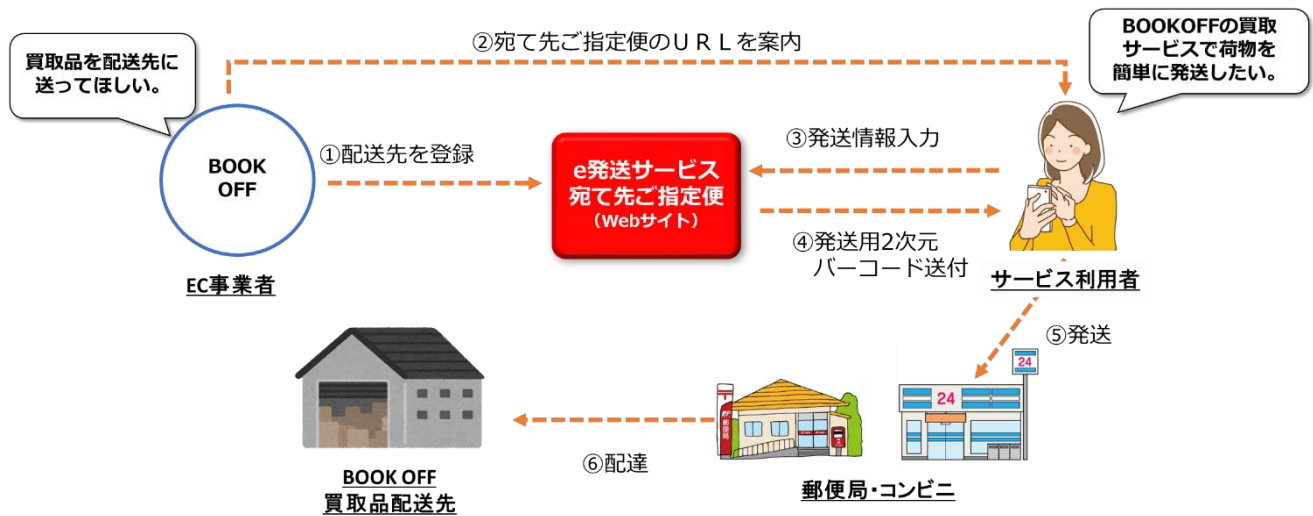 ②宛て先ご指定便のＵＲＬを案内
買取品を配送先に
送ってほしい。
BOOKOFFの買取
サービスで荷物を
簡単に発送したい。
BOOK
OFF
①配送先を登録
e発送サービス
宛て先ご指定便
（Webサイト）
③発送情報入力
④発送用2次元
バーコード送付
EC事業者
サービス利用者
⑤発送
24
24
郵便局
⑥配達
BOOK OFF
買取品配送先
郵便局・コンビニ